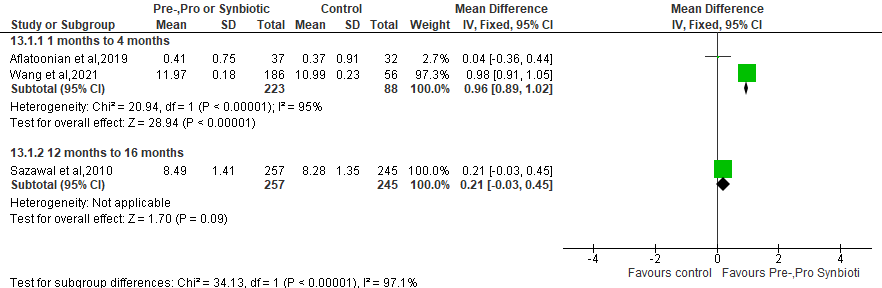 Pre-,Pro or Synbiotic Control Mean Difference Mean Difference
Study or Subgroup Mean SD Total Mean SD Total Weight IV, Fixed, 95% CI IV, Fixed, 95% CI
13.1.1 1 months to 4 months
Aflatoonian et al,2019 0.41 0.75 37 0.37 0.91 32 2.7% 0.04 [-0.36, 0.44]
Wang et al,2021 11.97 0.18 186 10.99 0.23 56 97.3% 0.98 [0.91, 1.05]
Subtotal (95% CI) 223 88 100.0% 0.96 [0.89, 1.02]
Heterogeneity: Chi² = 20.94, df = 1 (P < 0.00001); I² = 95%
Test for overall effect: Z = 28.94 (P < 0.00001)
13.1.2 12 months to 16 months
Sazawal et al,2010 8.49 1.41 257 8.28 1.35 245 100.0% 0.21 [-0.03, 0.45]
Subtotal (95% CI) 257 245 100.0% 0.21 [-0.03, 0.45]
Heterogeneity: Not applicable
Test for overall effect: Z = 1.70 (P = 0.09)
-4 -2 0 2 4
Favours control Favours Pre-,Pro Synbioti
Test for subgroup differences: Chi² = 34.13, df = 1 (P < 0.00001), I² = 97.1%